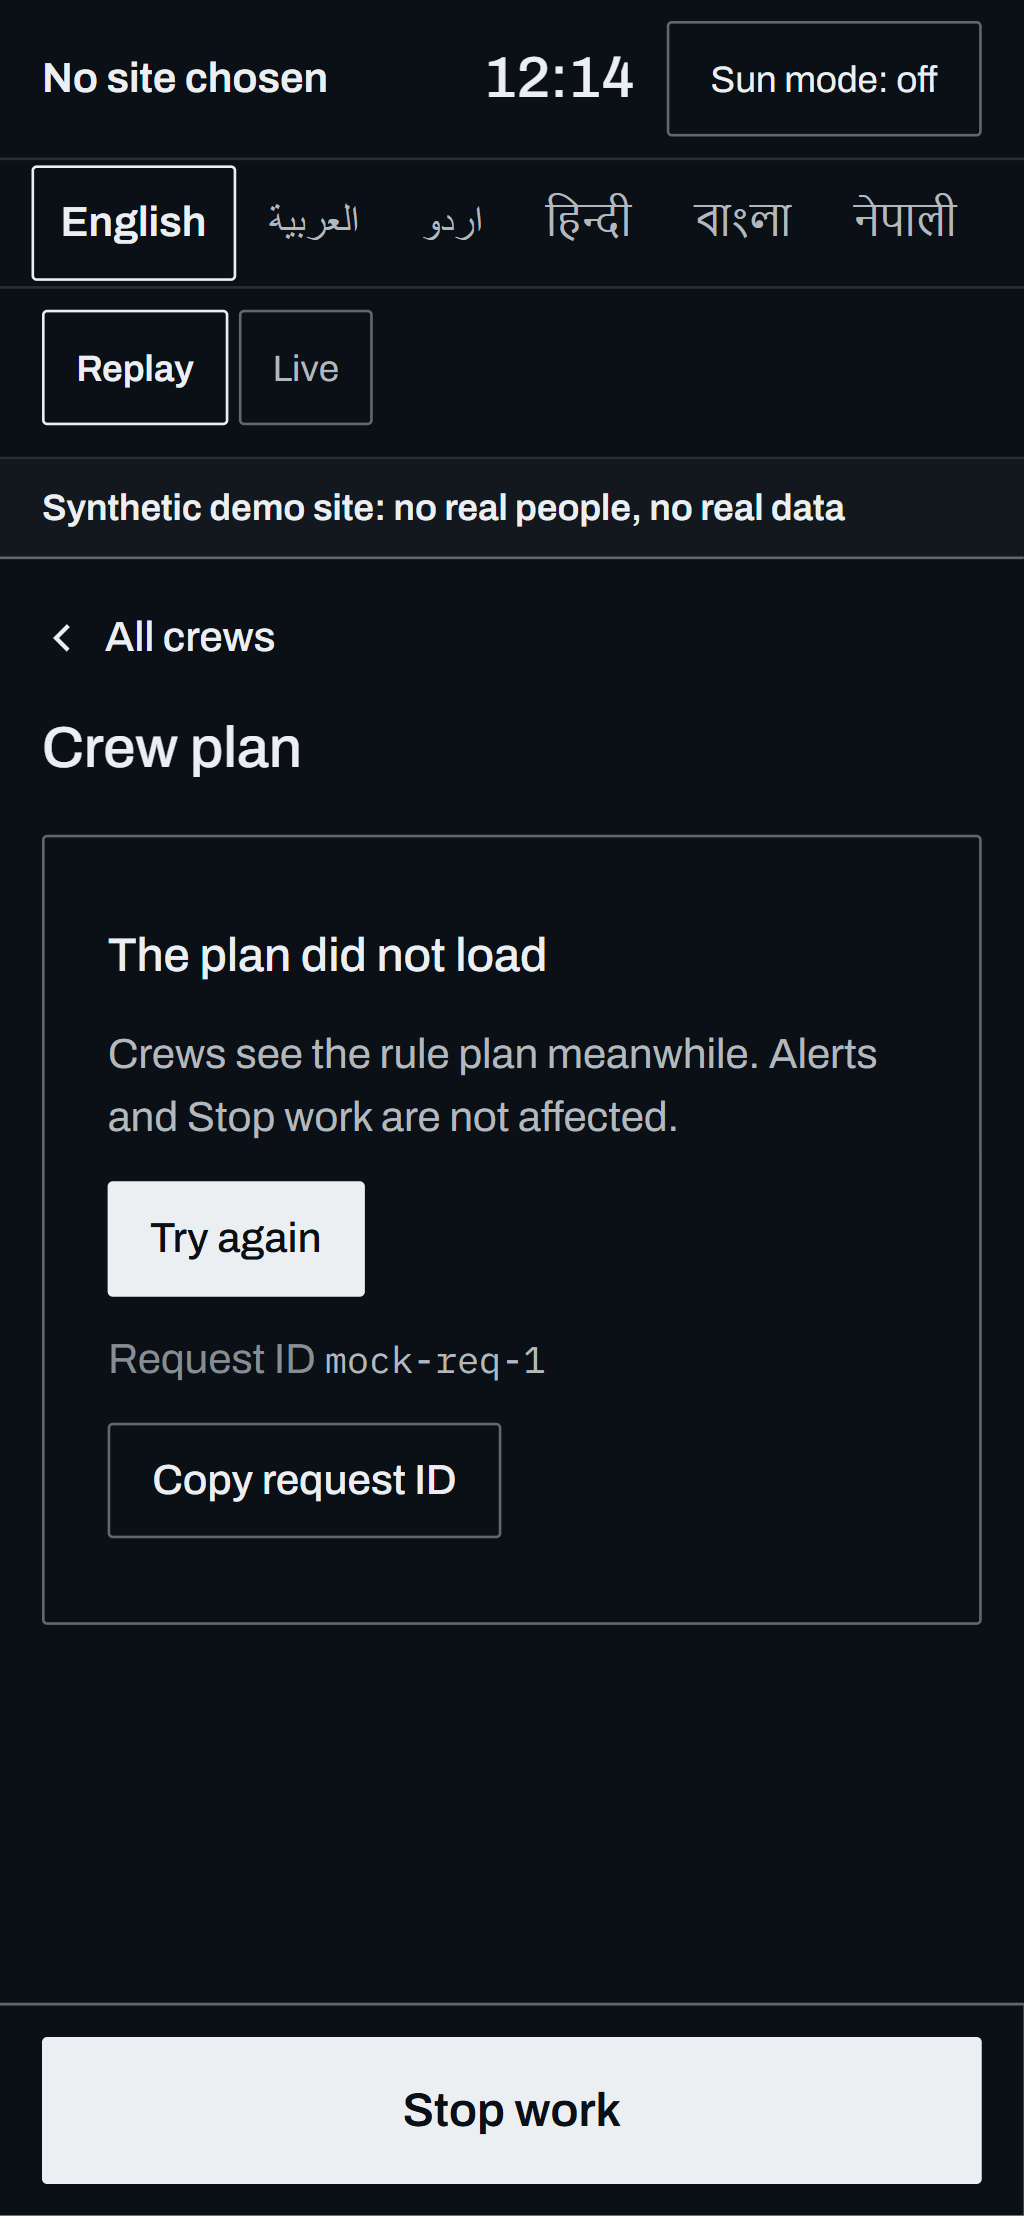 No site chosen
12:14
Sun mode: off
English
العربية
اردو
हिन्दी
বাংলা
नेपाली
Replay
Live
Synthetic demo site: no real people, no real data
All crews
Crew plan
The plan did not load
Crews see the rule plan meanwhile. Alerts
and Stop work are not affected.
Try again
Request ID mock-req-1
Copy request ID
Stop work